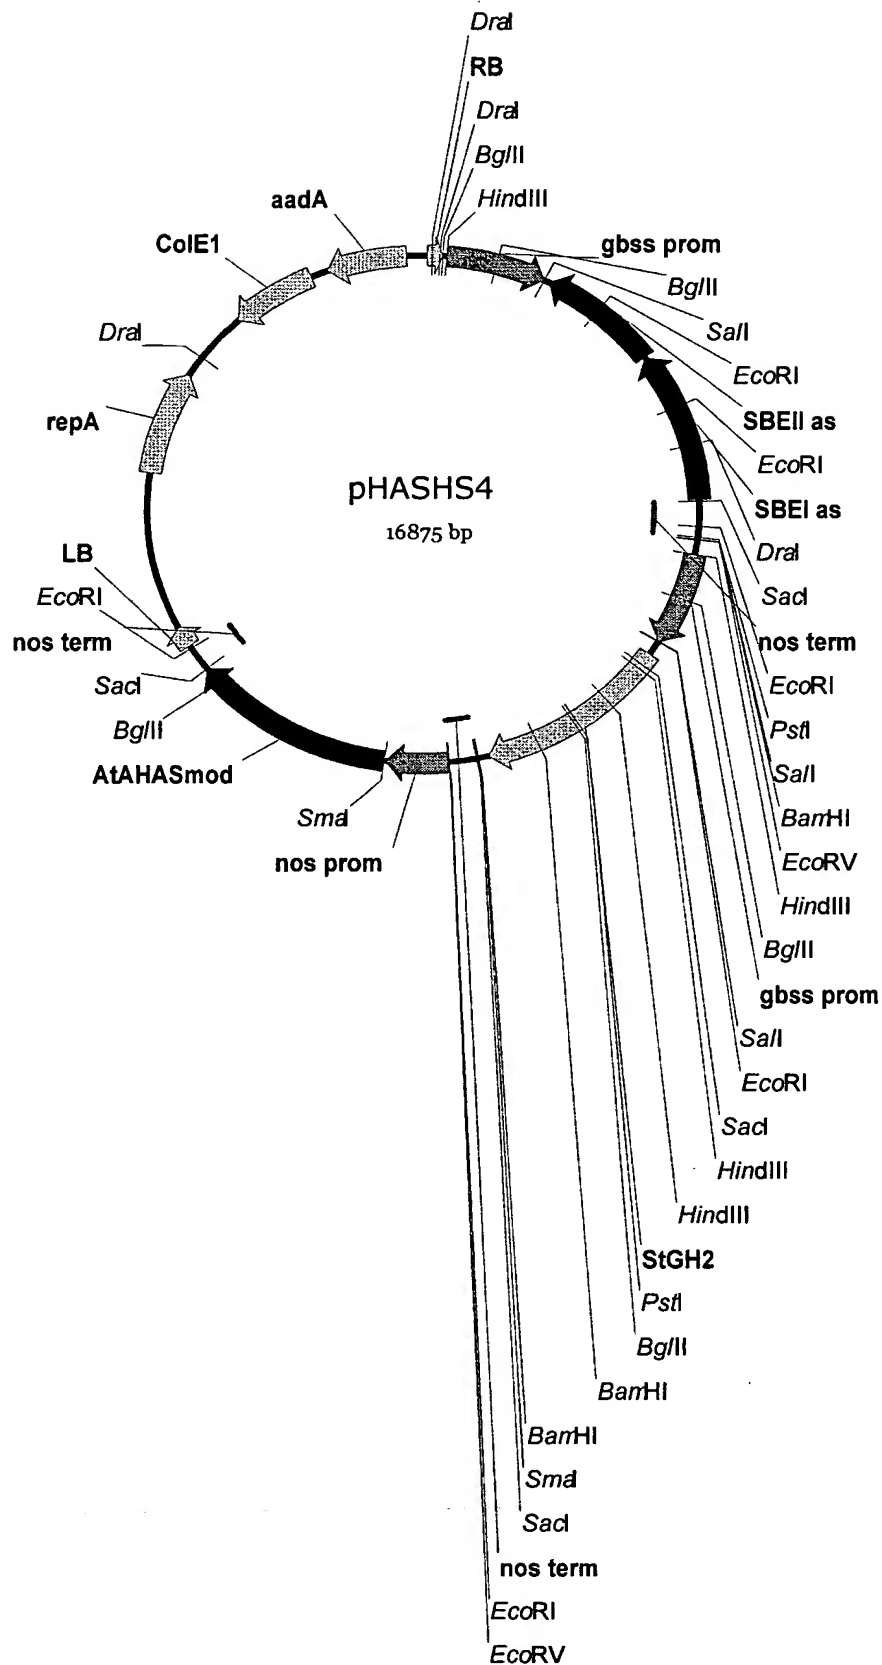 DraI
RB
DraI
BglII
HindIII
aadA
gbss prom
ColE1
BglII
SalI
DraI
EcoRI
SBEII as
repA
EcoRI
pHASHS4
SBEI as
16875 bp
LB
DraI
EcoRI
SacI
nos term
nos term
SacI
EcoRI
BglII
PstI
AtAHASmod
SalI
SmaI
BamHI
nos prom
EcoRV
HindIII
BglII
gbss prom
SalI
EcoRI
SacI
HindIII
HindIII
StGH2
PstI
BglII
BamHI
BamHI
SmaI
SacI
nos term
EcoRI
EcoRV